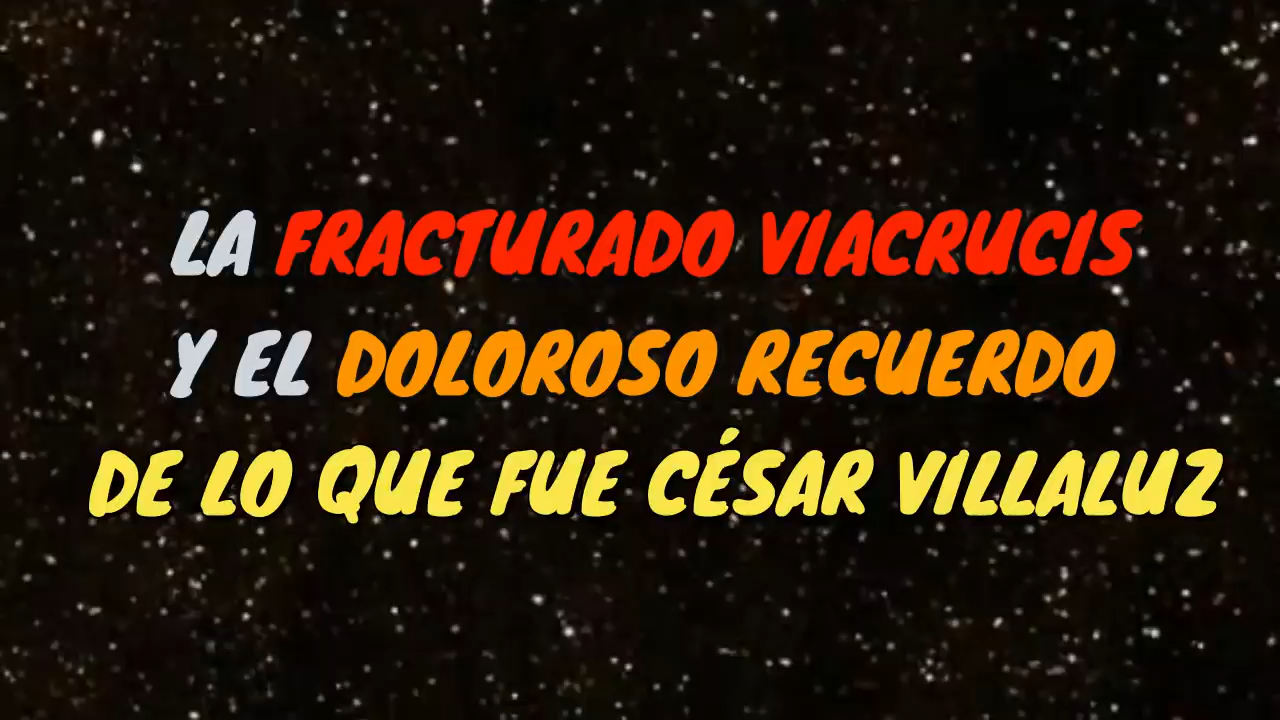 LA FRACTURADO VIACRUCIS
Y EL DOLOROSO RECUERDO
DE LO QUE FUE CÉSAR VILLALUZ